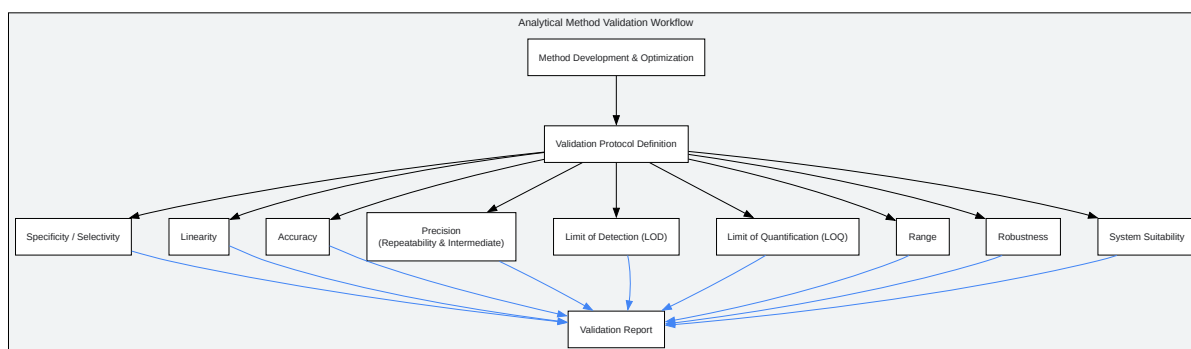 Analytical Method Validation Workflow
Method Development & Optimization
Validation Protocol Definition
Specificity / Selectivity
Linearity
Accuracy
Precision
(Repeatability & Intermediate)
Limit of Detection (LOD)
Limit of Quantification (LOQ)
Range
Robustness
System Suitability
Validation Report